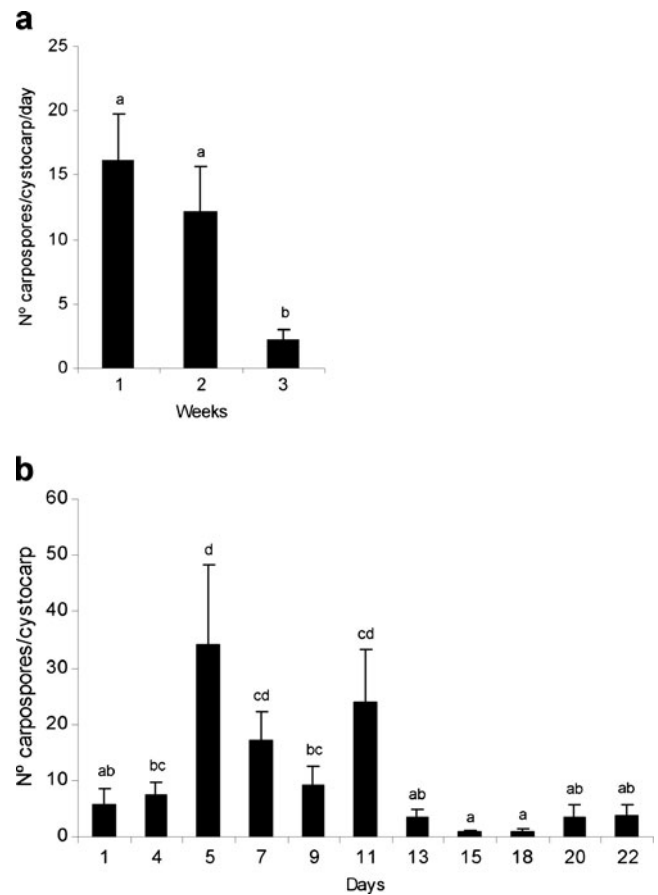 a
Nº carpospores/cystocarp/day
25
20
15
10
5
0
a
a
b
1 2 3
Weeks
b
Nº carpospores/cystocarp
60
50
40
30
20
10
0
ab bc d cd bc cd ab a a ab ab
1 4 5 7 9 11 13 15 18 20 22
Days